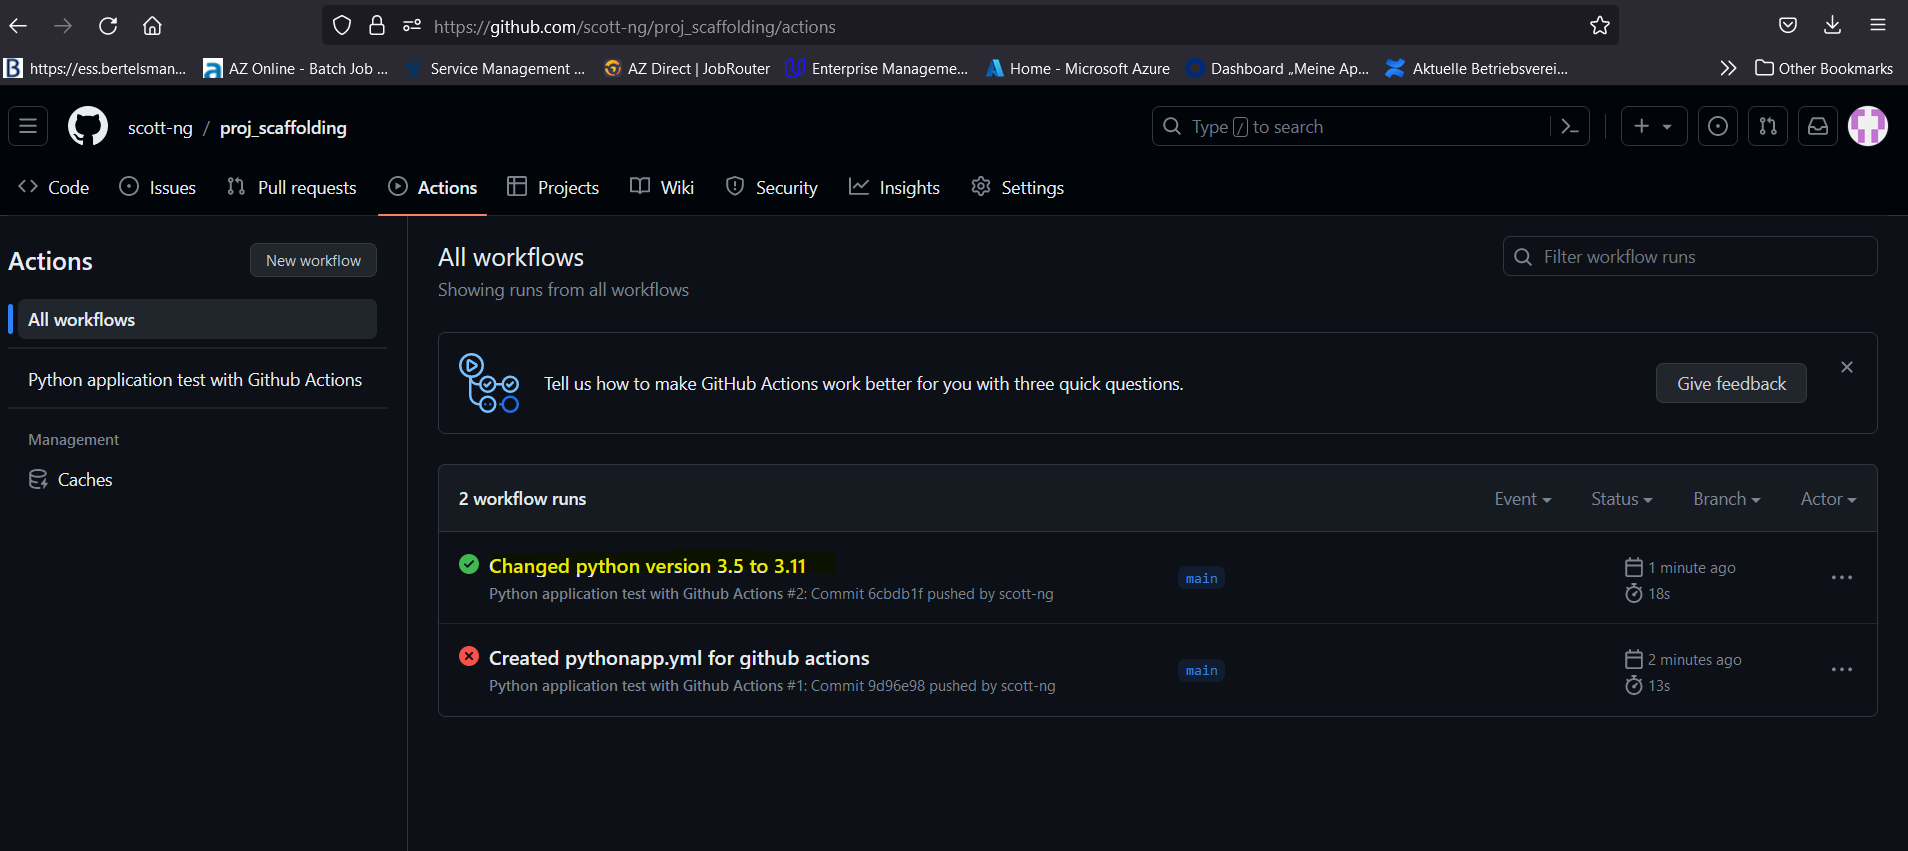 https://github.com/scott-ng/proj_scaffolding/actions
https://ess.bertelsman... AZ Online - Batch Job ... Service Management ... AZ Direct | JobRouter Enterprise Manageme... Home - Microsoft Azure Dashboard „Meine Ap... Aktuelle Betriebsverei... Other Bookmarks
scott-ng / proj_scaffolding Type / to search
Code Issues Pull requests Actions Projects Wiki Security Insights Settings
Actions New workflow
All workflows
Python application test with Github Actions
Management
Caches
All workflows
Showing runs from all workflows
Filter workflow runs
Tell us how to make GitHub Actions work better for you with three quick questions. Give feedback
2 workflow runs Event Status Branch Actor
Changed python version 3.5 to 3.11
Python application test with Github Actions #2: Commit 6cbdb1f pushed by scott-ng
main
1 minute ago
18s
Created pythonapp.yml for github actions
Python application test with Github Actions #1: Commit 9d96e98 pushed by scott-ng
main
2 minutes ago
13s